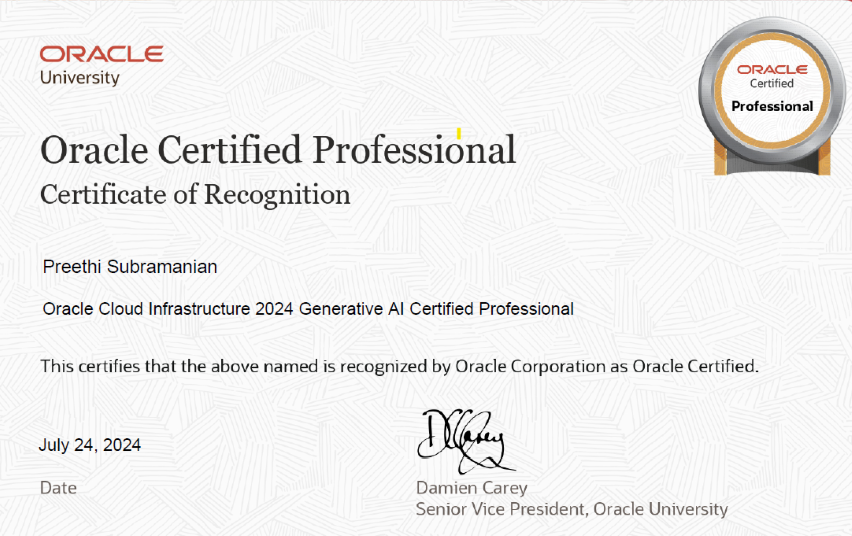 ORACLE
University
ORACLE
Certified
Professional
Oracle Certified Professional
Certificate of Recognition
Preethi Subramanian
Oracle Cloud Infrastructure 2024 Generative AI Certified Professional
This certifies that the above named is recognized by Oracle Corporation as Oracle Certified.
DCarey
July 24, 2024
Date
Damien Carey
Senior Vice President, Oracle University